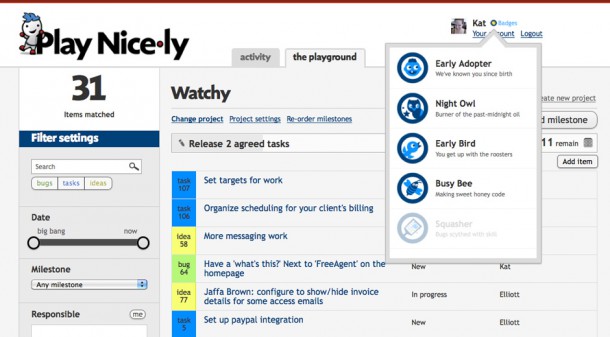 Play Nice·ly
Kat Badges
Your account Logout
activity
the playground
31
Items matched
Filter settings
Search
bugs tasks ideas
Date
big bang now
Milestone
Any milestone
Responsible me
Watchy
Change project Project settings Re-order milestones
create new project
milestone
Release 2 agreed tasks
11 remain
Add item
task
107
Set targets for work
task
106
Organize scheduling for your client's billing
idea
58
More messaging work
bug
64
Have a 'what's this?' Next to 'FreeAgent' on the
homepage
New
Kat
idea
77
Jaffa Brown: configure to show/hide invoice
details for some access emails
In progress
Elliott
task
5
Set up paypal integration
New
Elliott
Early Adopter
We've known you since birth
Night Owl
Burner of the past-midnight oil
Early Bird
You get up with the roosters
Busy Bee
Making sweet honey code
Squasher
Bugs scythed with skill